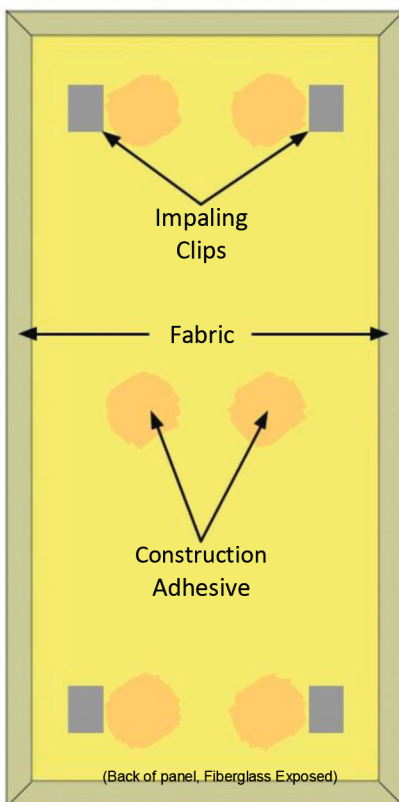 Impaling
Clips
Fabric
Construction
Adhesive
(Back of panel, Fiberglass Exposed)